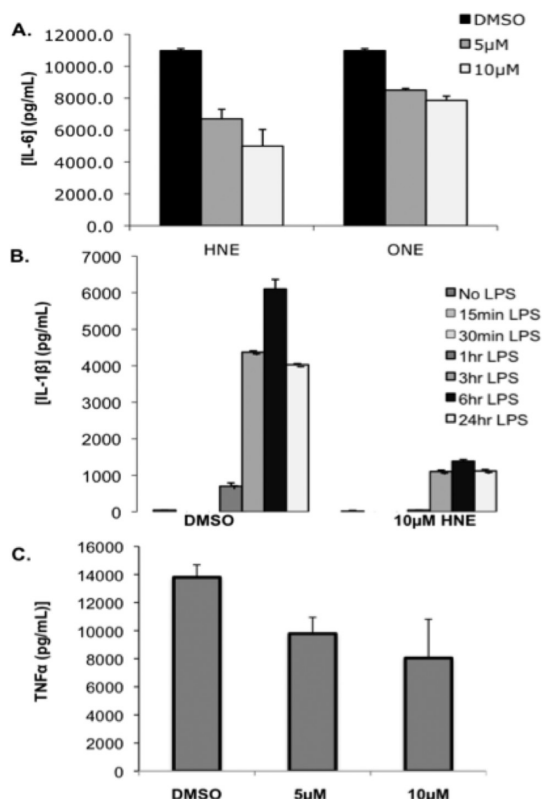 A.
DMSO
5µM
10µM
[IL-6] (pg/mL)
12000.0
10000.0
8000.0
6000.0
4000.0
2000.0
0.0
HNE
ONE
B.
[IL-1β] (pg/mL)
7000
6000
5000
4000
3000
2000
1000
0
No LPS
15min LPS
30min LPS
1hr LPS
3hr LPS
6hr LPS
24hr LPS
DMSO
10µM HNE
C.
TNFα (pg/mL)]
16000
14000
12000
10000
8000
6000
4000
2000
0
DMSO
5µM
10µM